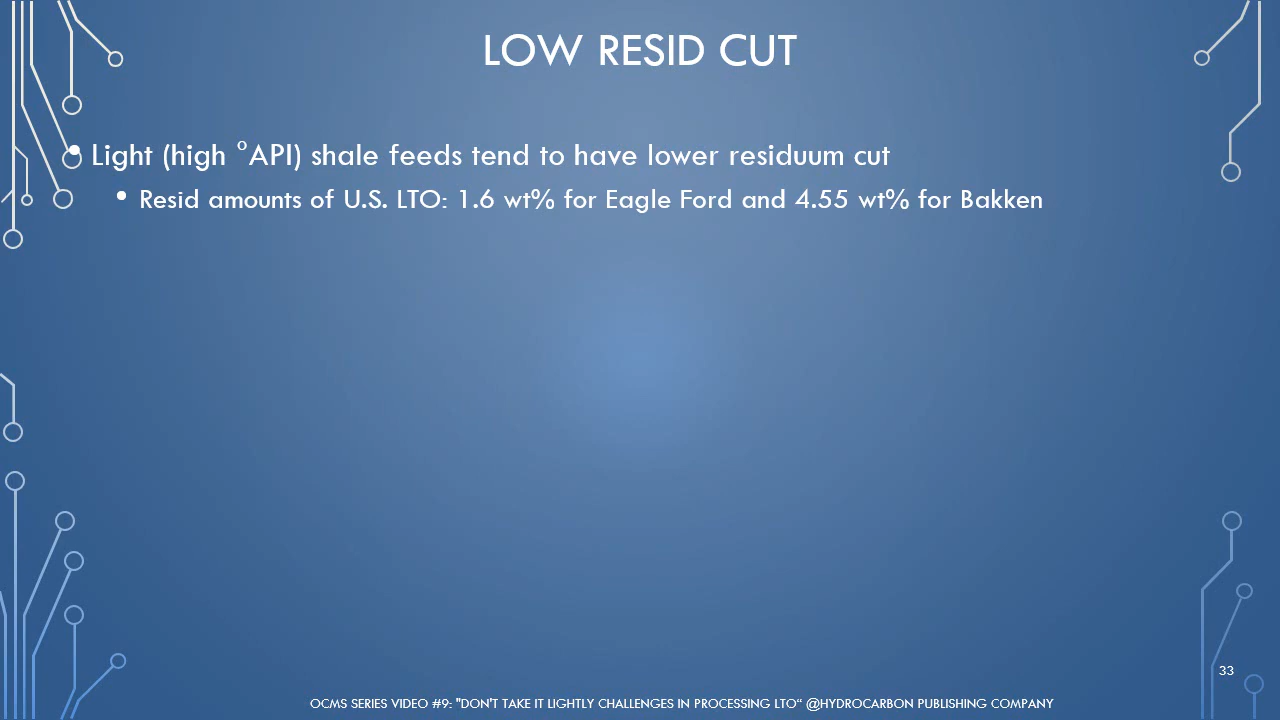 LOW RESID CUT
• Light (high °API) shale feeds tend to have lower residuum cut
• Resid amounts of U.S. LTO: 1.6 wt% for Eagle Ford and 4.55 wt% for Bakken
33
OCMS SERIES VIDEO #9: "DON'T TAKE IT LIGHTLY CHALLENGES IN PROCESSING LTO" @HYDROCARBON PUBLISHING COMPANY